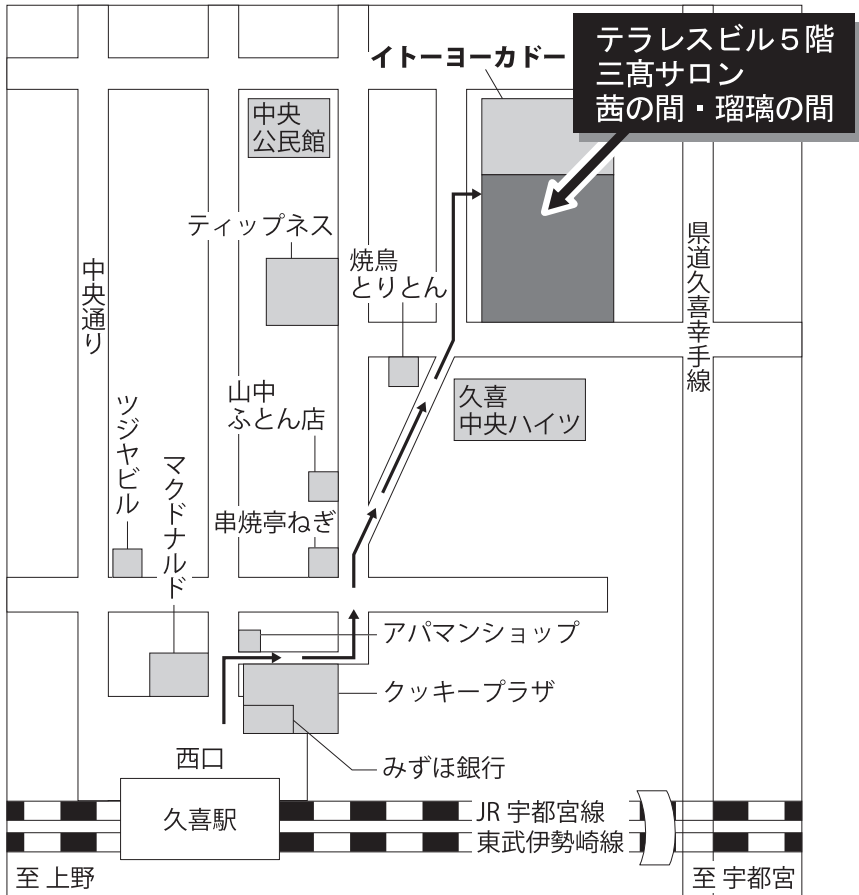 テラレスビル５階
三髙サロン
茜の間・瑠璃の間
イトーヨーカドー
中央
公民館
ティップネス
焼鳥
とりとん
中央通り
県道久喜幸手線
久喜
中央ハイツ
山中
ふとん店
ツジヤビル
マクドナルド
串焼亭ねぎ
アパマンショップ
クッキープラザ
みずほ銀行
西口
久喜駅
JR 宇都宮線
東武伊勢崎線
至 上野
至 宇都宮